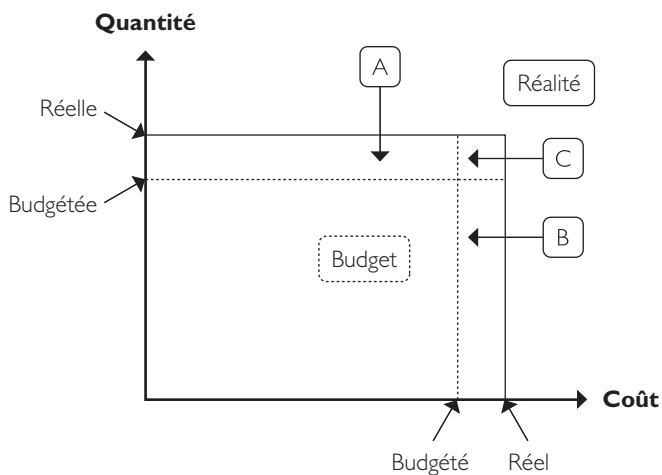 Quantité
A
Réalité
Réelle
C
Budgétée
B
Budget
Coût
Budgété
Réel